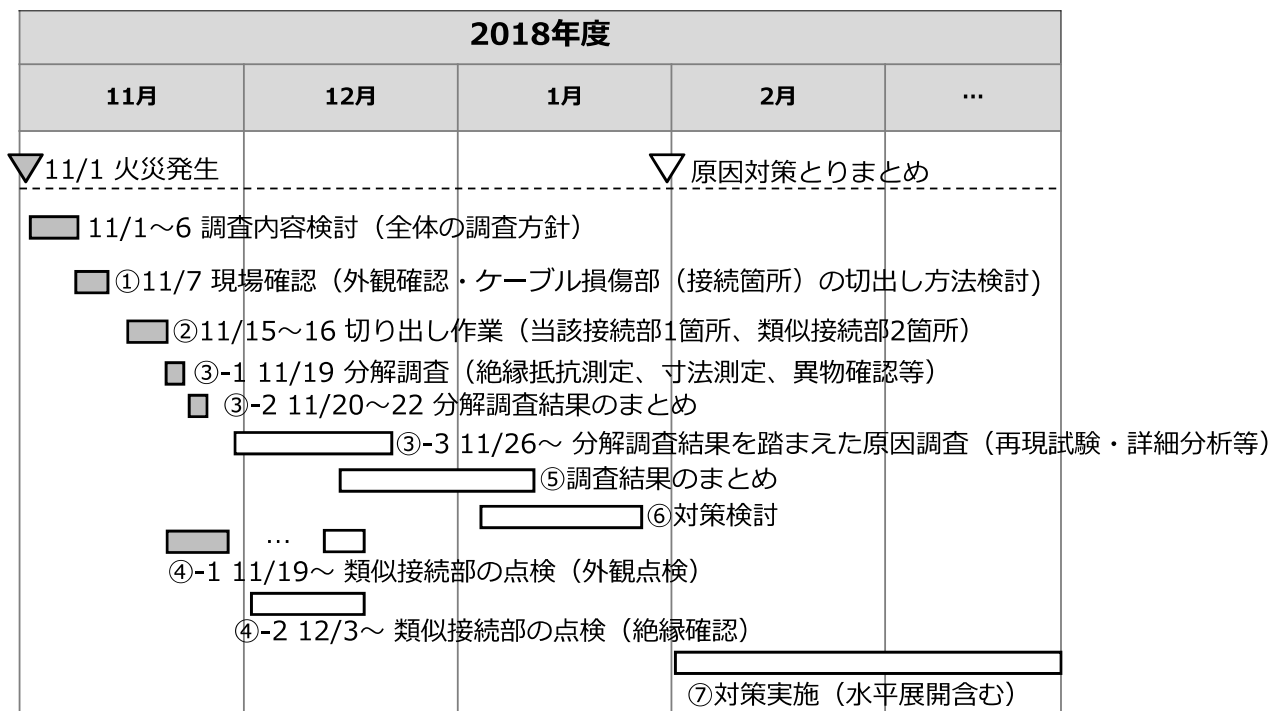 2018年度
11月
12月
1月
2月
…
11/1 火災発生
原因対策とりまとめ
11/1～6 調査内容検討（全体の調査方針）
①11/7 現場確認（外観確認・ケーブル損傷部（接続箇所）の切出し方法検討)
②11/15～16 切り出し作業（当該接続部1箇所、類似接続部2箇所）
③-1 11/19 分解調査（絶縁抵抗測定、寸法測定、異物確認等）
③-2 11/20～22 分解調査結果のまとめ
③-3 11/26～ 分解調査結果を踏まえた原因調査（再現試験・詳細分析等）
⑤調査結果のまとめ
⑥対策検討
…
④-1 11/19～ 類似接続部の点検（外観点検）
④-2 12/3～ 類似接続部の点検（絶縁確認）
⑦対策実施（水平展開含む）